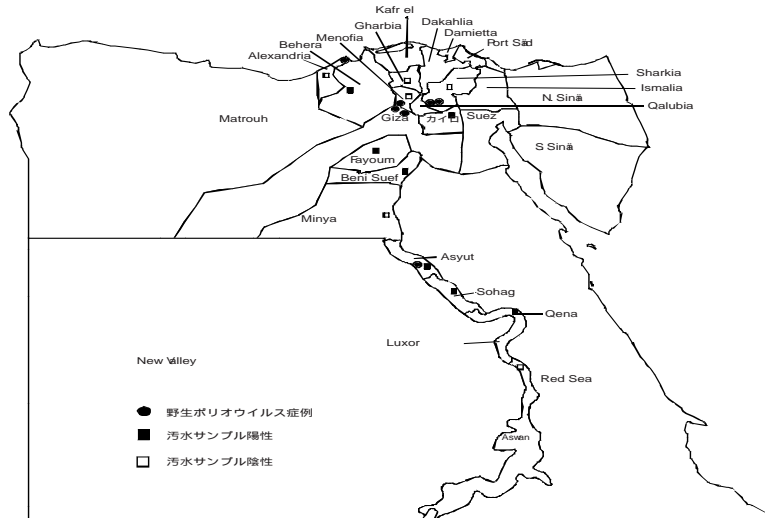 Kafr el
Gharbia
Dakahlia
Damietta
Port Säid
Menofia
Behera
Alexandria
Sharkia
Ismalia
N. Sinäi
Qalubia
Matrouh
Giza
カイロ
Suez
S Sinäi
Fayoum
Beni Suef
Minya
Asyut
Sohag
Qena
Luxor
New Valley
Red Sea
野生ポリオウイルス症例
汚水サンプル陽性
Aswan
汚水サンプル陰性